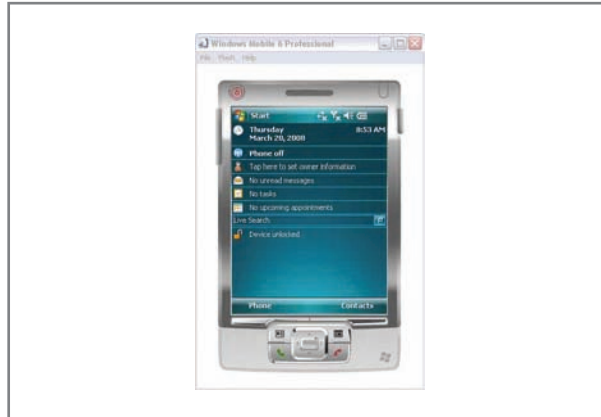 Windows Mobile 6 Professional
File Flash Help
Start
Thursday 8:53 AM
March 20, 2008
Phone off
Tap here to set owner information
No unread messages
No tasks
No upcoming appointments
Live Search
Device unlocked
Phone Contacts